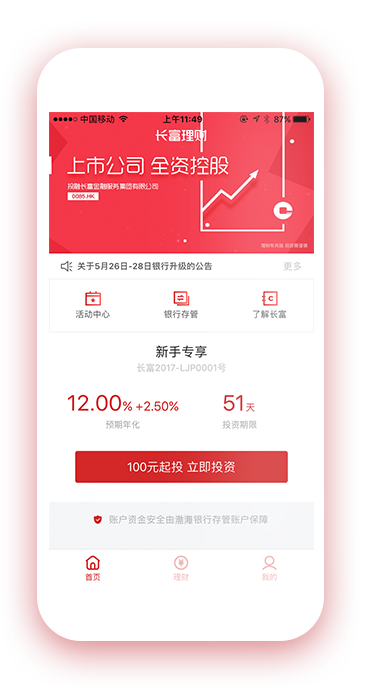 中国移动 上午11:49 87%
长富理财
上市公司 全资控股
投融长富金融服务集团有限公司
0085.HK
理财有风险 投资需谨慎
关于5月26日-28日银行升级的公告 更多
活动中心 银行存管 了解长富
新手专享
长富2017-LJP0001号
12.00% +2.50% 51天
预期年化 投资期限
100元起投 立即投资
账户资金安全由渤海银行存管账户保障
首页 理财 我的